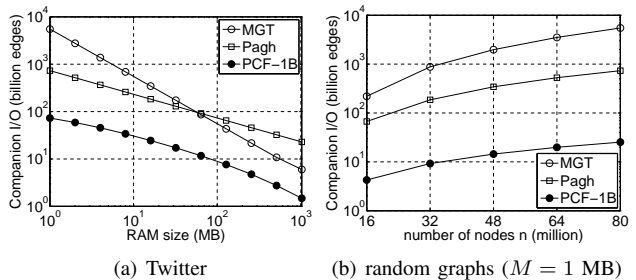 Companion I/O (billion edges)
10^4
10^3
10^2
10^1
10^0
MGT
Pagh
PCF−1B
10^0 10^1 10^2 10^3
RAM size (MB)
(a) Twitter
Companion I/O (billion edges)
10^4
10^3
10^2
10^1
10^0
MGT
Pagh
PCF−1B
16 32 48 64 80
number of nodes n (million)
(b) random graphs (M = 1 MB)